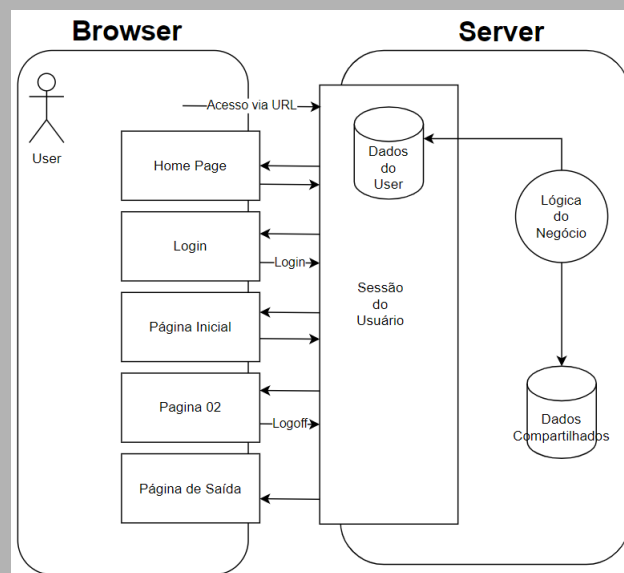 Browser
Server
User
Acesso via URL
Home Page
Dados
do
User
Lógica
do
Negócio
Login
Login
Sessão
do
Usuário
Página Inicial
Pagina 02
Logoff
Dados
Compartilhados
Página de Saída